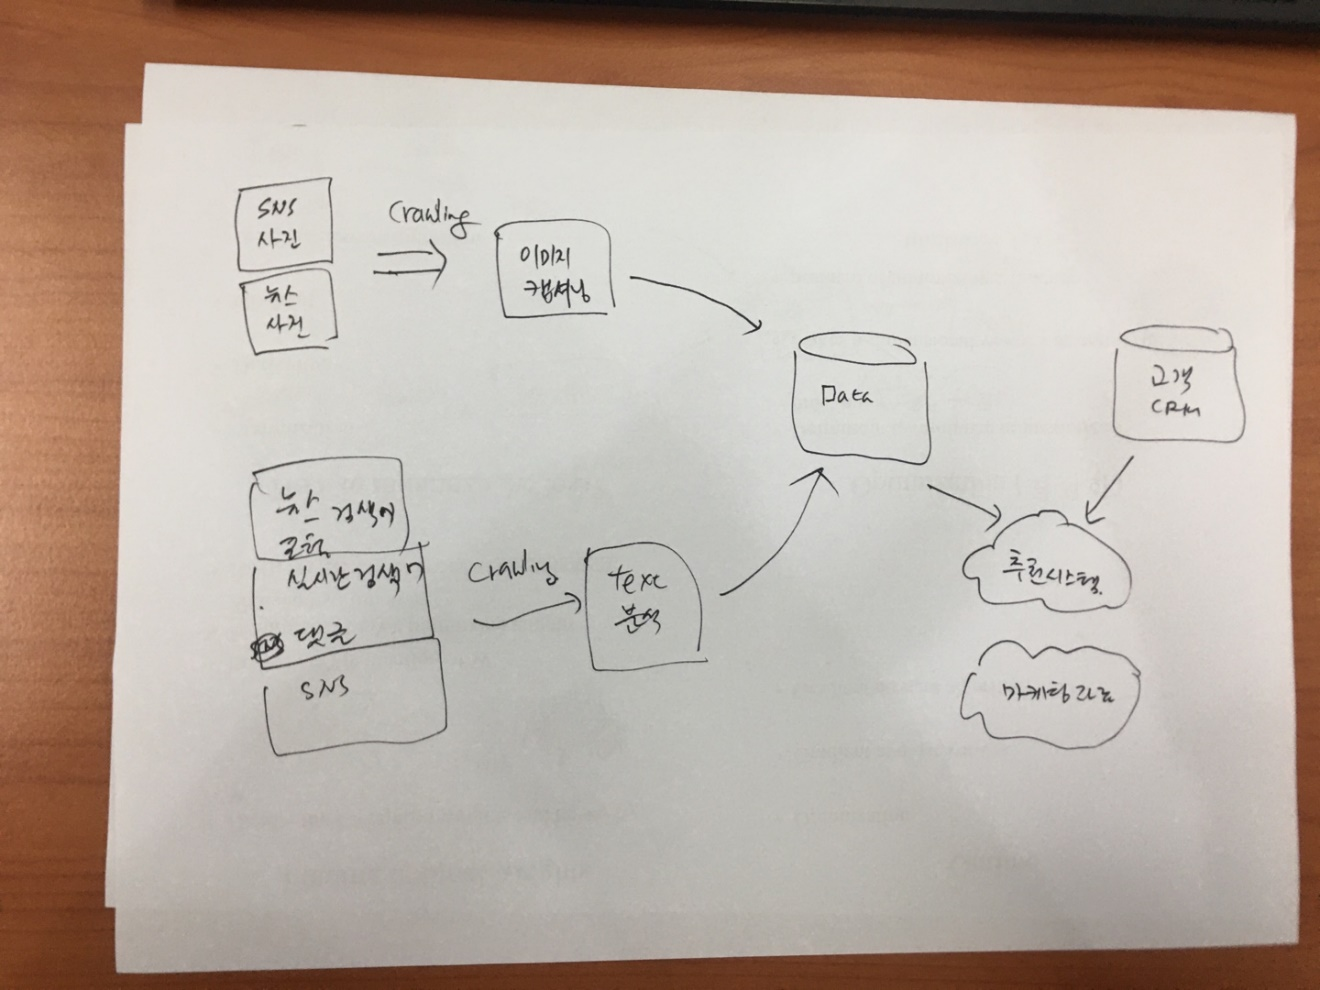 SNS
사진
뉴스
사진
Crawling
이미지
캡셔닝
Data
고객
CRM
뉴스 검색어
포함
실시간 검색어
댓글
SNS
Crawling
text
분석
추천시스템.
마케팅 자료